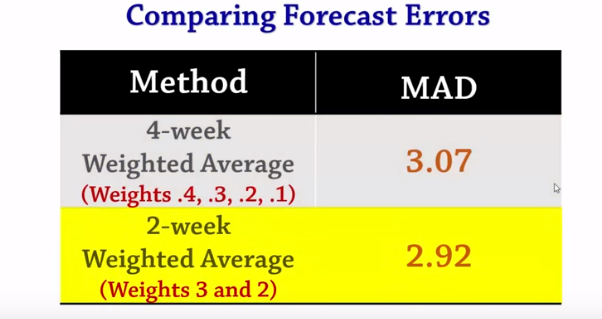 Comparing Forecast Errors
Method MAD
4-week
Weighted Average 3.07
(Weights .4, .3, .2, .1)
2-week
Weighted Average 2.92
(Weights 3 and 2)